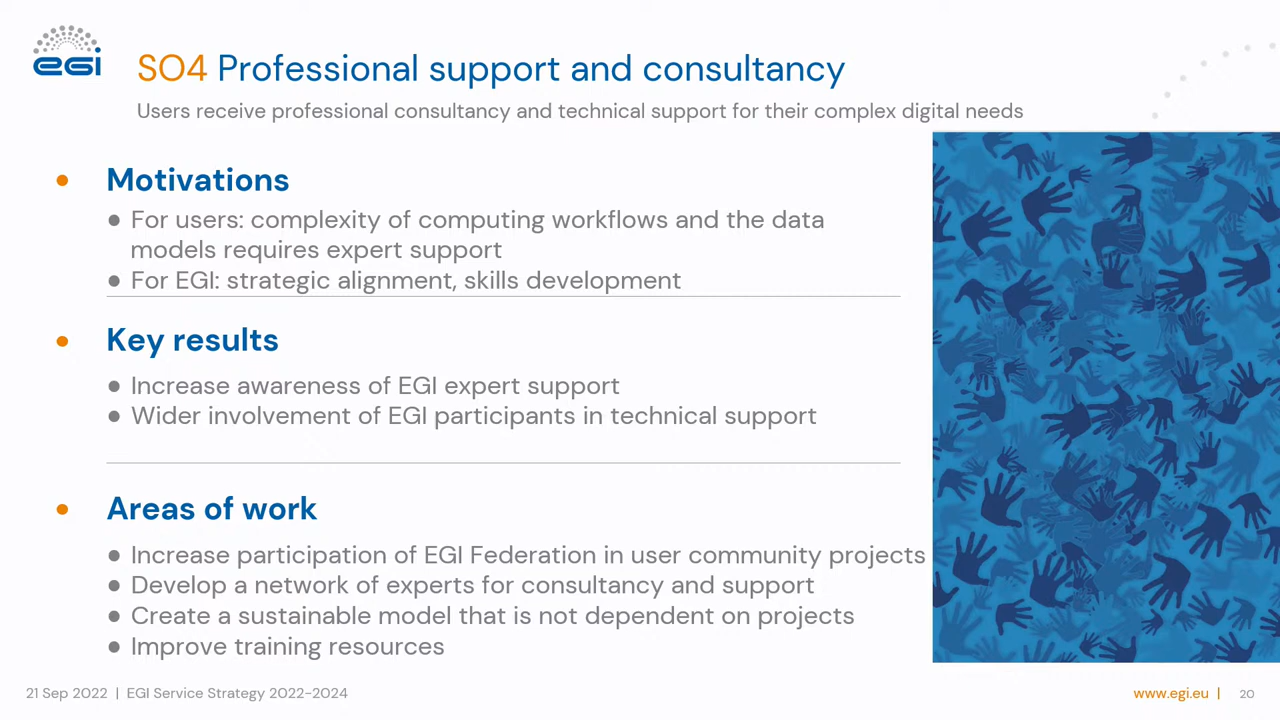 egi
SO4 Professional support and consultancy
Users receive professional consultancy and technical support for their complex digital needs
• Motivations
● For users: complexity of computing workflows and the data
models requires expert support
● For EGI: strategic alignment, skills development
• Key results
● Increase awareness of EGI expert support
● Wider involvement of EGI participants in technical support
• Areas of work
● Increase participation of EGI Federation in user community projects
● Develop a network of experts for consultancy and support
● Create a sustainable model that is not dependent on projects
● Improve training resources
21 Sep 2022 | EGI Service Strategy 2022-2024
www.egi.eu | 20